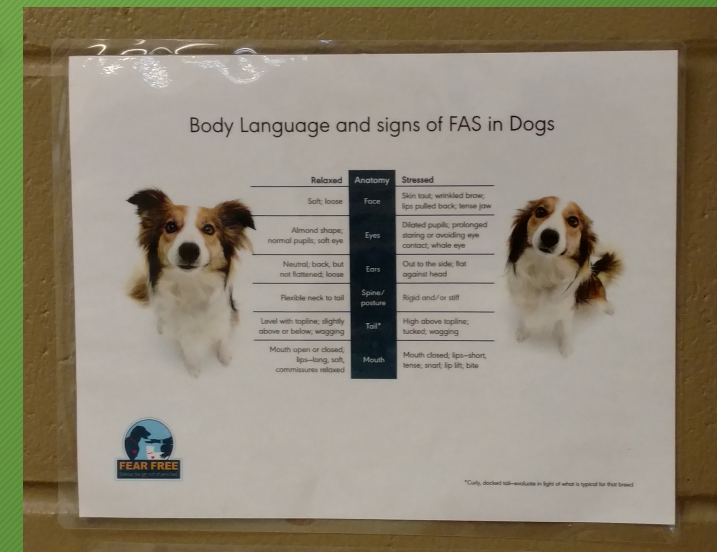 Body Language and signs of FAS in Dogs
Relaxed Anatomy Stressed
Soft; loose
Face
Skin taut; wrinkled brow;
lips pulled back; tense jaw
Almond shape;
normal pupils; soft eye
Eyes
Dilated pupils; prolonged
staring or avoiding eye
contact; whale eye
Neutral; back, but
not flattened; loose
Ears
Out to the side; flat
against head
Flexible neck to tail
Spine/
posture
Rigid and/or stiff
Level with topline; slightly
above or below; wagging
Tail*
High above topline;
tucked; wagging
Mouth open or closed;
lips—long, soft,
commissures relaxed
Mouth
Mouth closed; lips—short,
tense; snarl; lip lift; bite
FEAR FREE
*Curly, docked tail—evaluate in light of what is typical for that breed